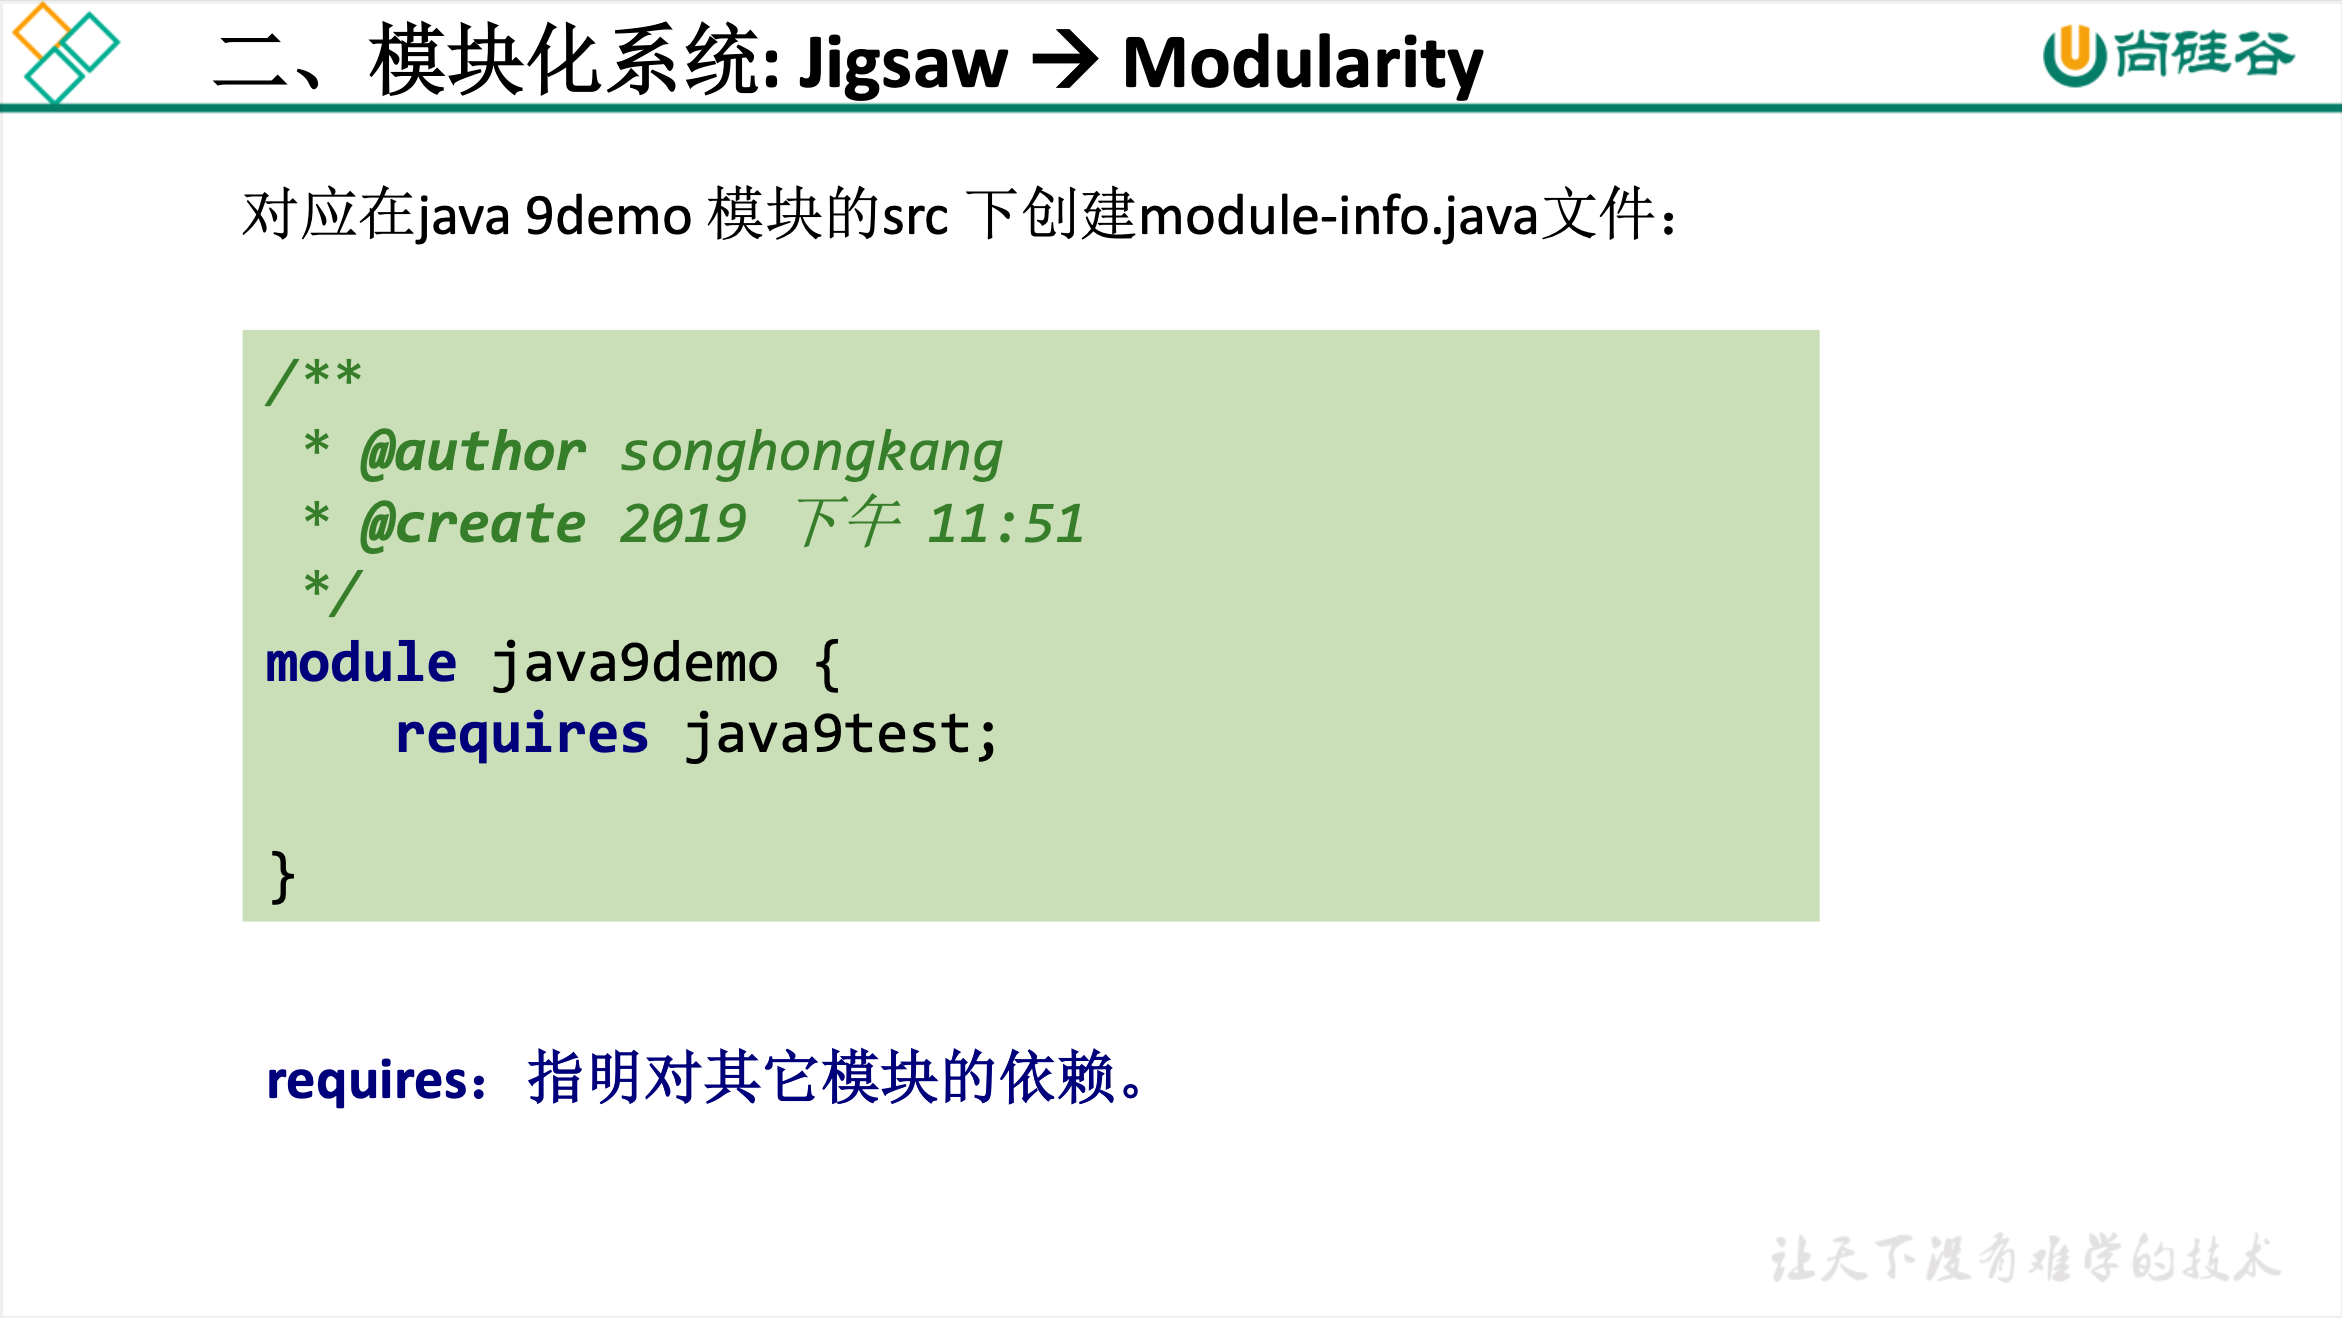 二、模块化系统: Jigsaw → Modularity
尚硅谷
对应在java 9demo 模块的src 下创建module-info.java文件：
/**
 * @author songhongkang
 * @create 2019 下午 11:51
 */
module java9demo {
    requires java9test;
}
requires：指明对其它模块的依赖。
让天下没有难学的技术